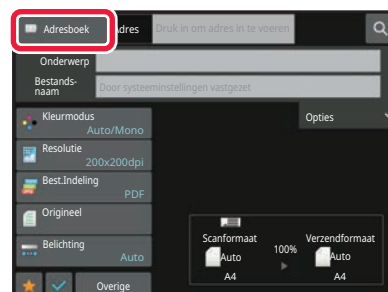 Adresboek
dres
Druk in om adres in te voeren
Onderwerp
Bestands-
naam
Door systeeminstellingen vastgezet
Kleurmodus
Auto/Mono
Opties
Resolutie
200x200dpi
Best.Indeling
PDF
Origineel
Belichting
Auto
Scanformaat
100%
Verzendformaat
Auto
Auto
A4
A4
Overige